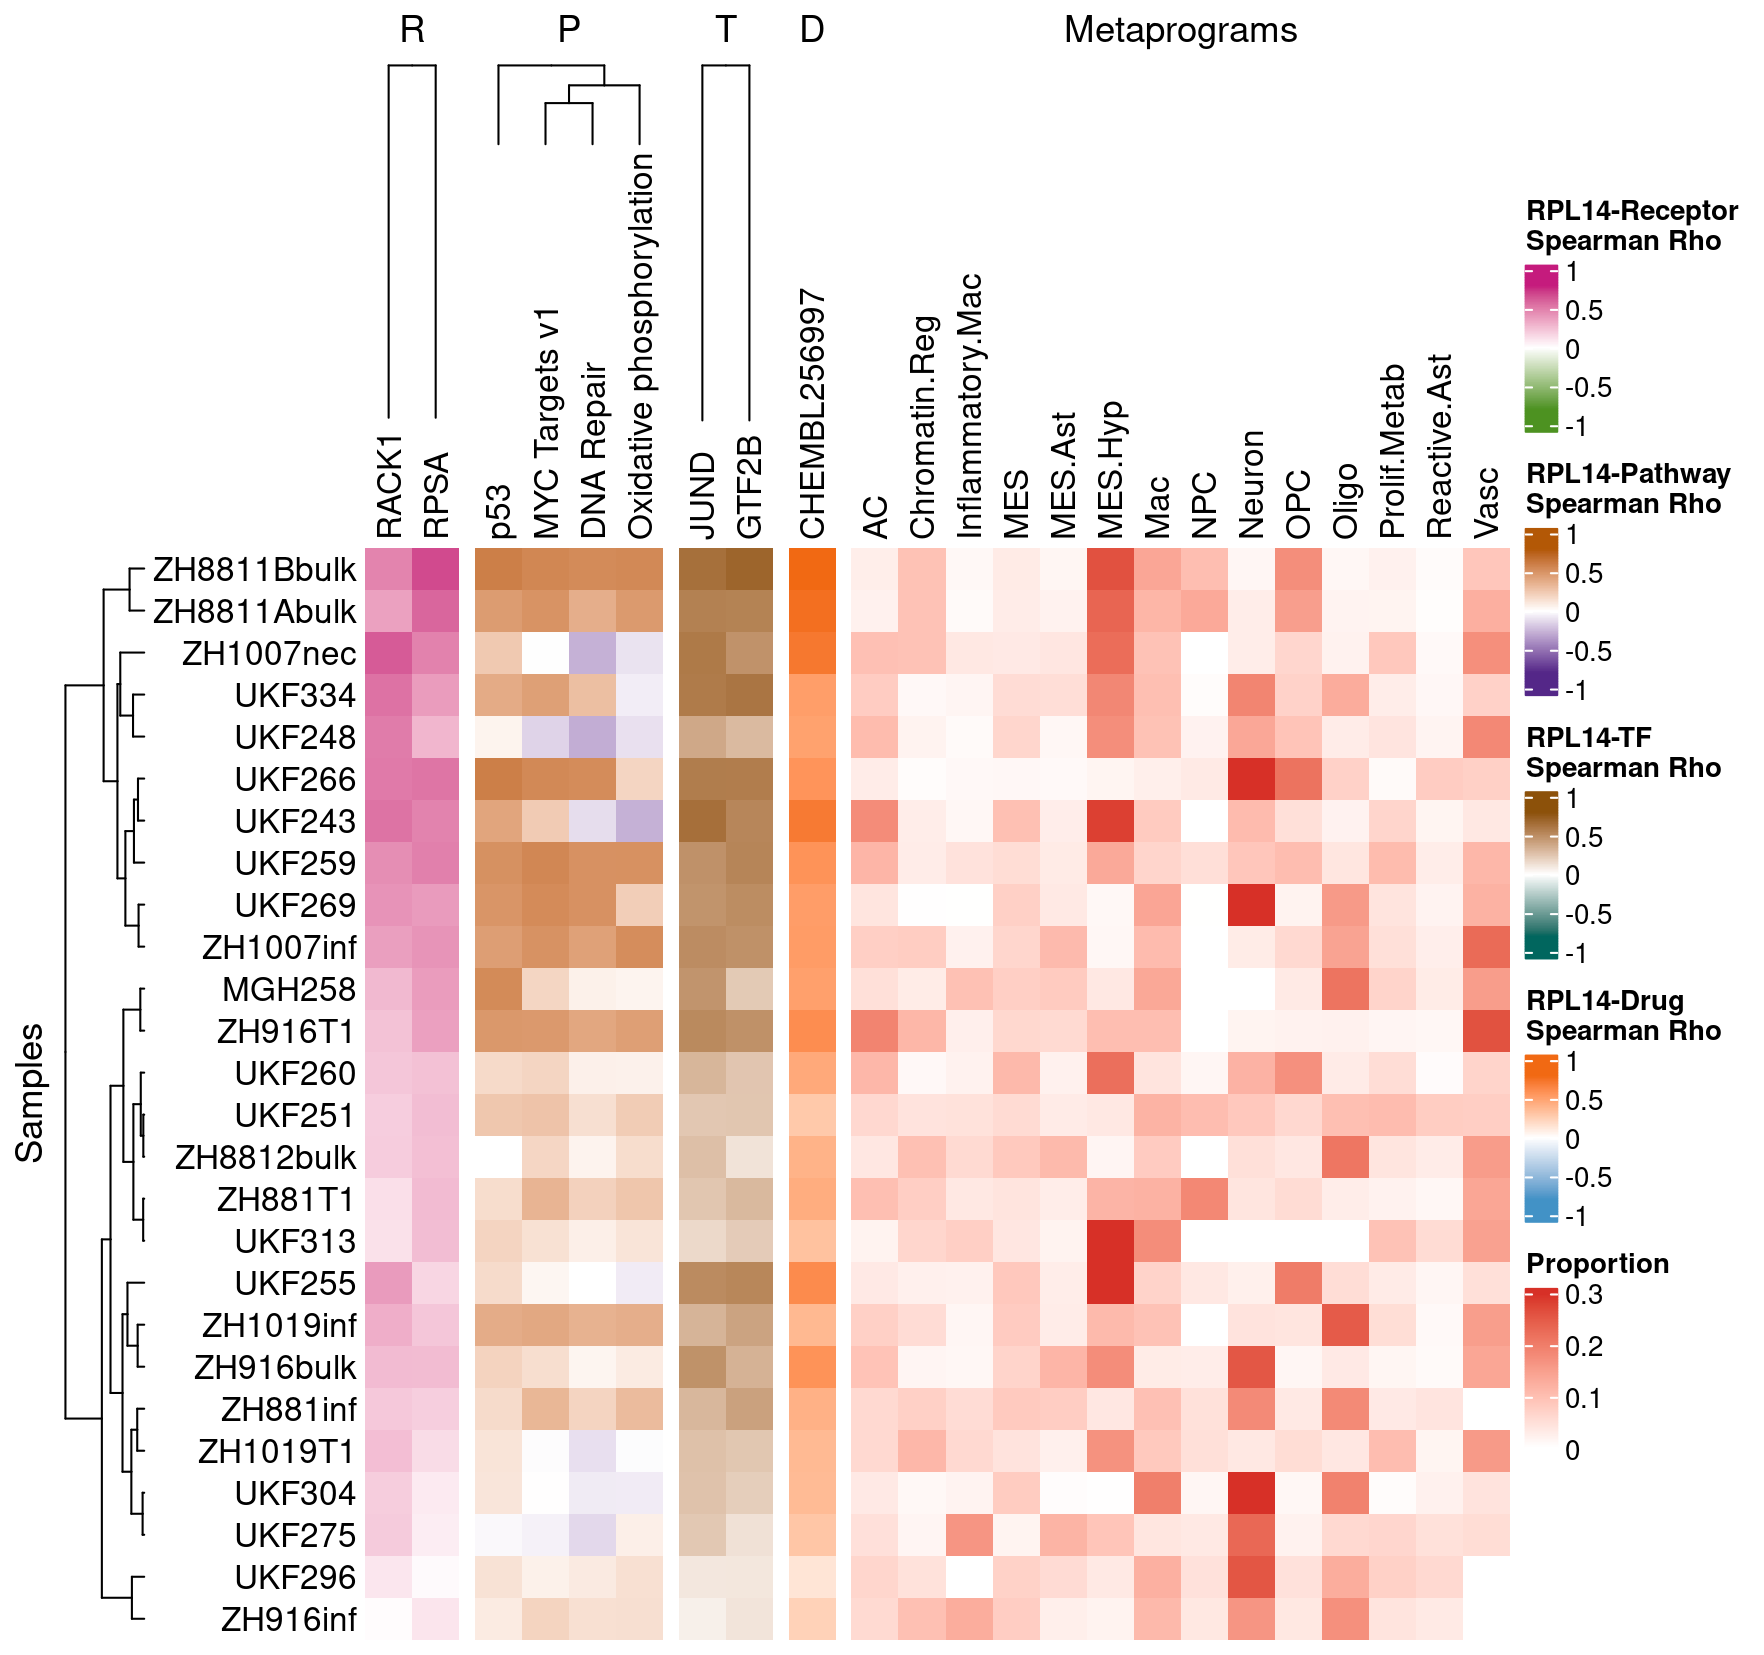 R P T D Metaprograms
RACK1
RPSA
p53
MYC Targets v1
DNA Repair
Oxidative phosphorylation
JUND
GTF2B
CHEMBL256997
AC
Chromatin.Reg
Inflammatory.Mac
MES
MES.Ast
MES.Hyp
Mac
NPC
Neuron
OPC
Oligo
Prolif.Metab
Reactive.Ast
Vasc
Samples
ZH8811Bbulk
ZH8811Abulk
ZH1007nec
UKF334
UKF248
UKF266
UKF243
UKF259
UKF269
ZH1007inf
MGH258
ZH916T1
UKF260
UKF251
ZH8812bulk
ZH881T1
UKF313
UKF255
ZH1019inf
ZH916bulk
ZH881inf
ZH1019T1
UKF304
UKF275
UKF296
ZH916inf
RPL14-Receptor
Spearman Rho
1
0.5
0
-0.5
-1
RPL14-Pathway
Spearman Rho
1
0.5
0
-0.5
-1
RPL14-TF
Spearman Rho
1
0.5
0
-0.5
-1
RPL14-Drug
Spearman Rho
1
0.5
0
-0.5
-1
Proportion
0.3
0.2
0.1
0